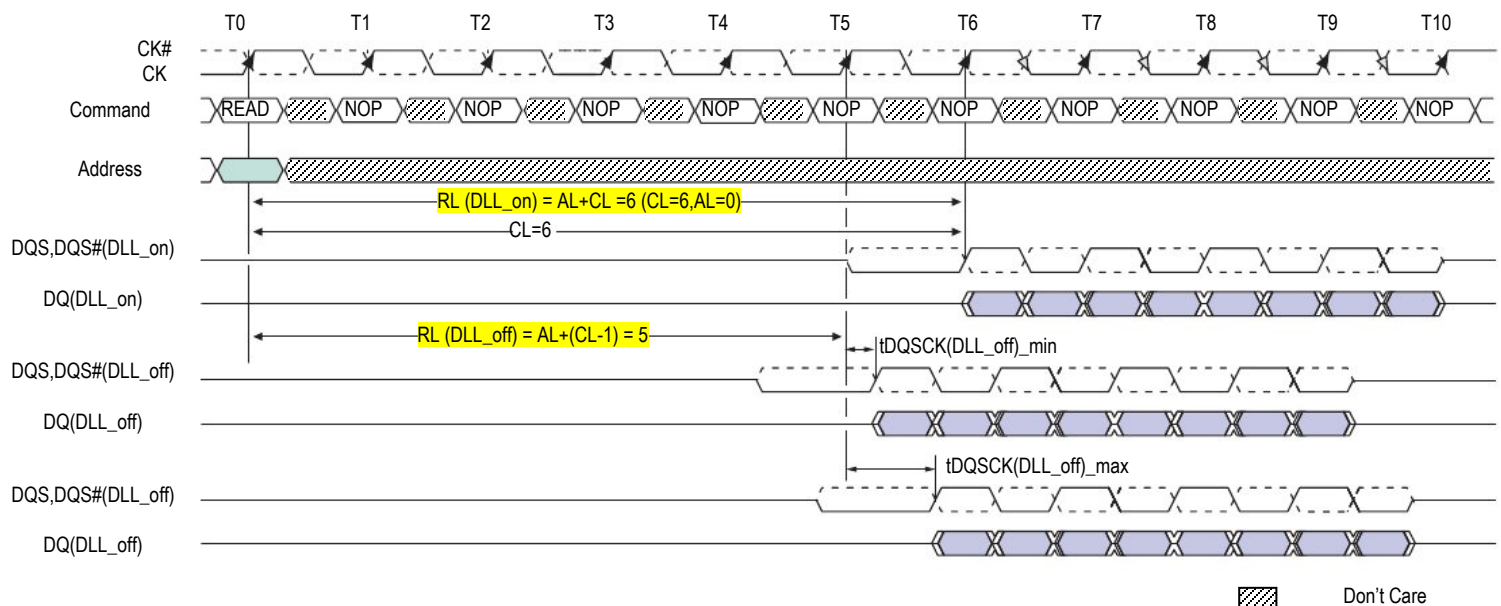 T0 T1 T2 T3 T4 T5 T6 T7 T8 T9 T10
CK#
CK
Command READ NOP NOP NOP NOP NOP NOP NOP NOP NOP NOP
Address
RL (DLL_on) = AL+CL =6 (CL=6,AL=0)
CL=6
DQS,DQS#(DLL_on)
DQ(DLL_on)
RL (DLL_off) = AL+(CL-1) = 5
tDQSCK(DLL_off)_min
DQS,DQS#(DLL_off)
DQ(DLL_off)
tDQSCK(DLL_off)_max
DQS,DQS#(DLL_off)
DQ(DLL_off)
Don't Care